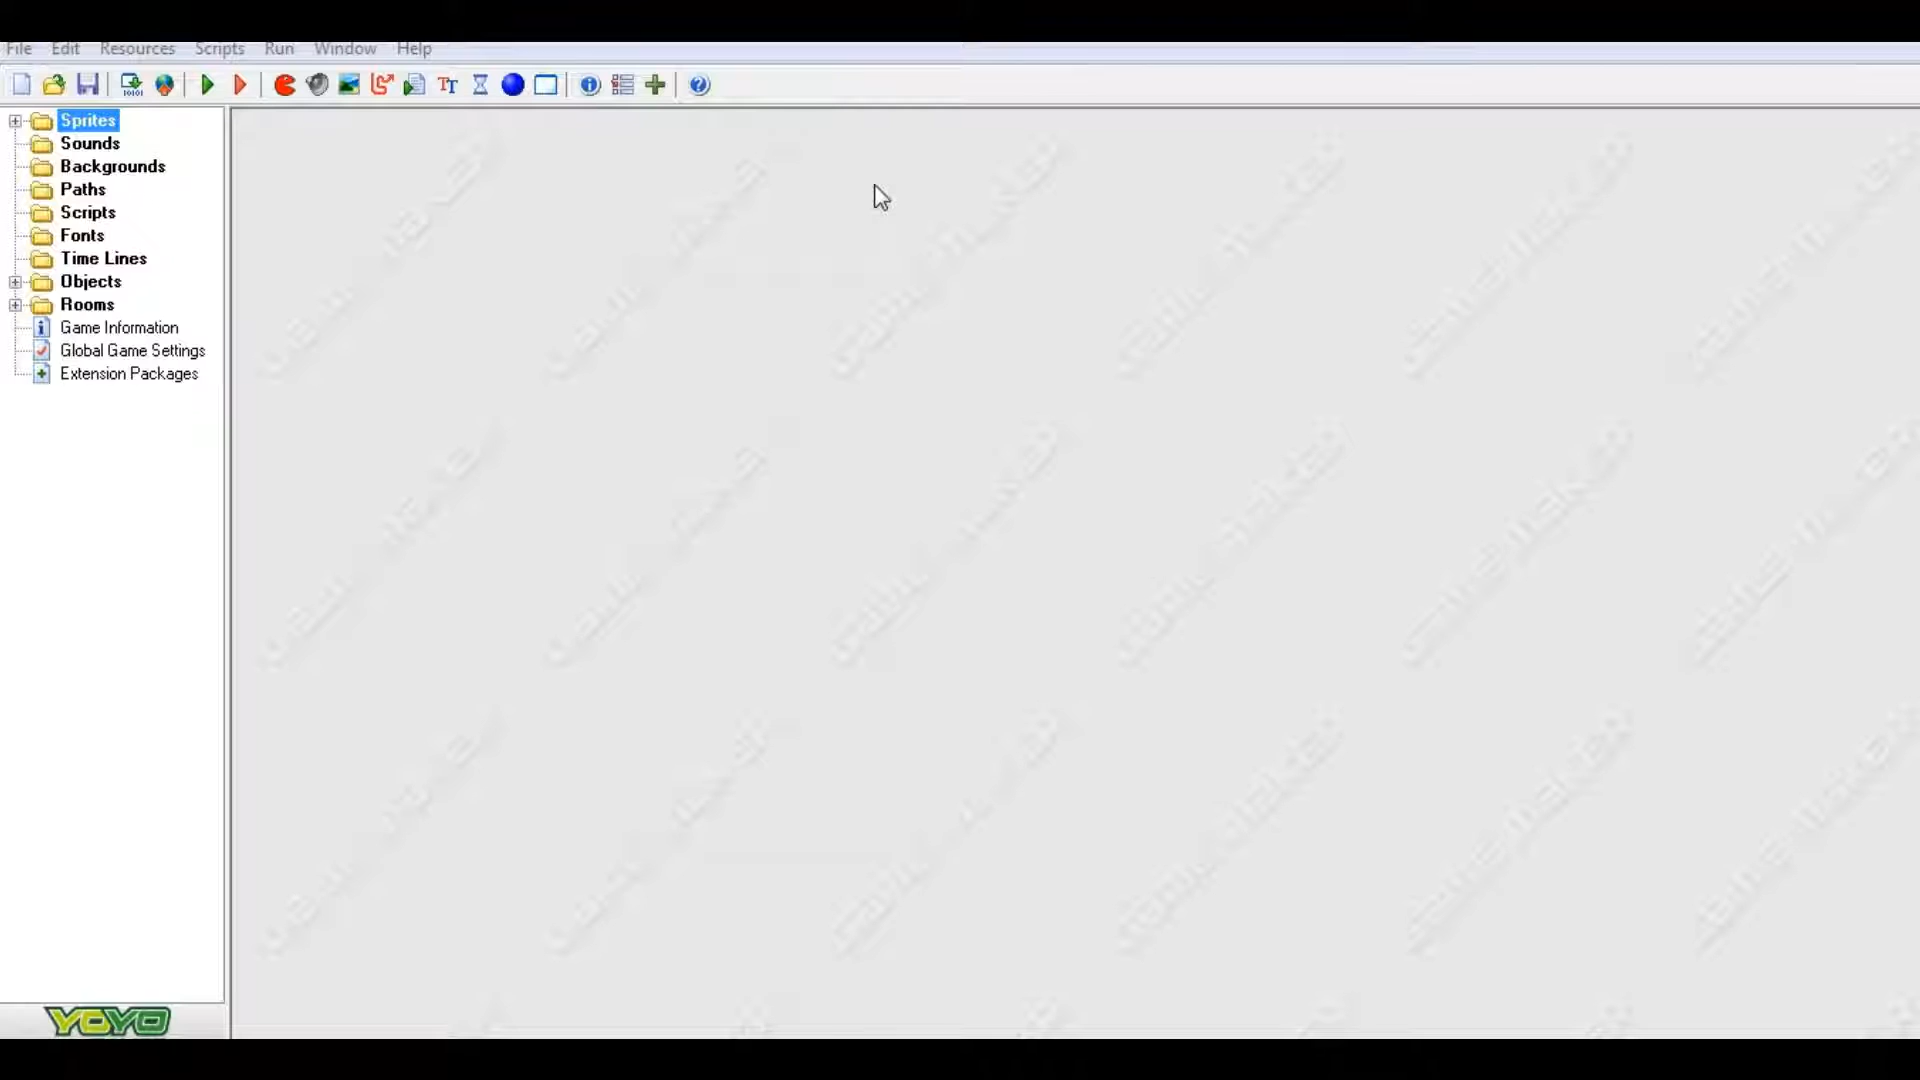 File Edit Resources Scripts Run Window Help
Sprites
Sounds
Backgrounds
Paths
Scripts
Fonts
Time Lines
Objects
Rooms
Game Information
Global Game Settings
Extension Packages
YOYO